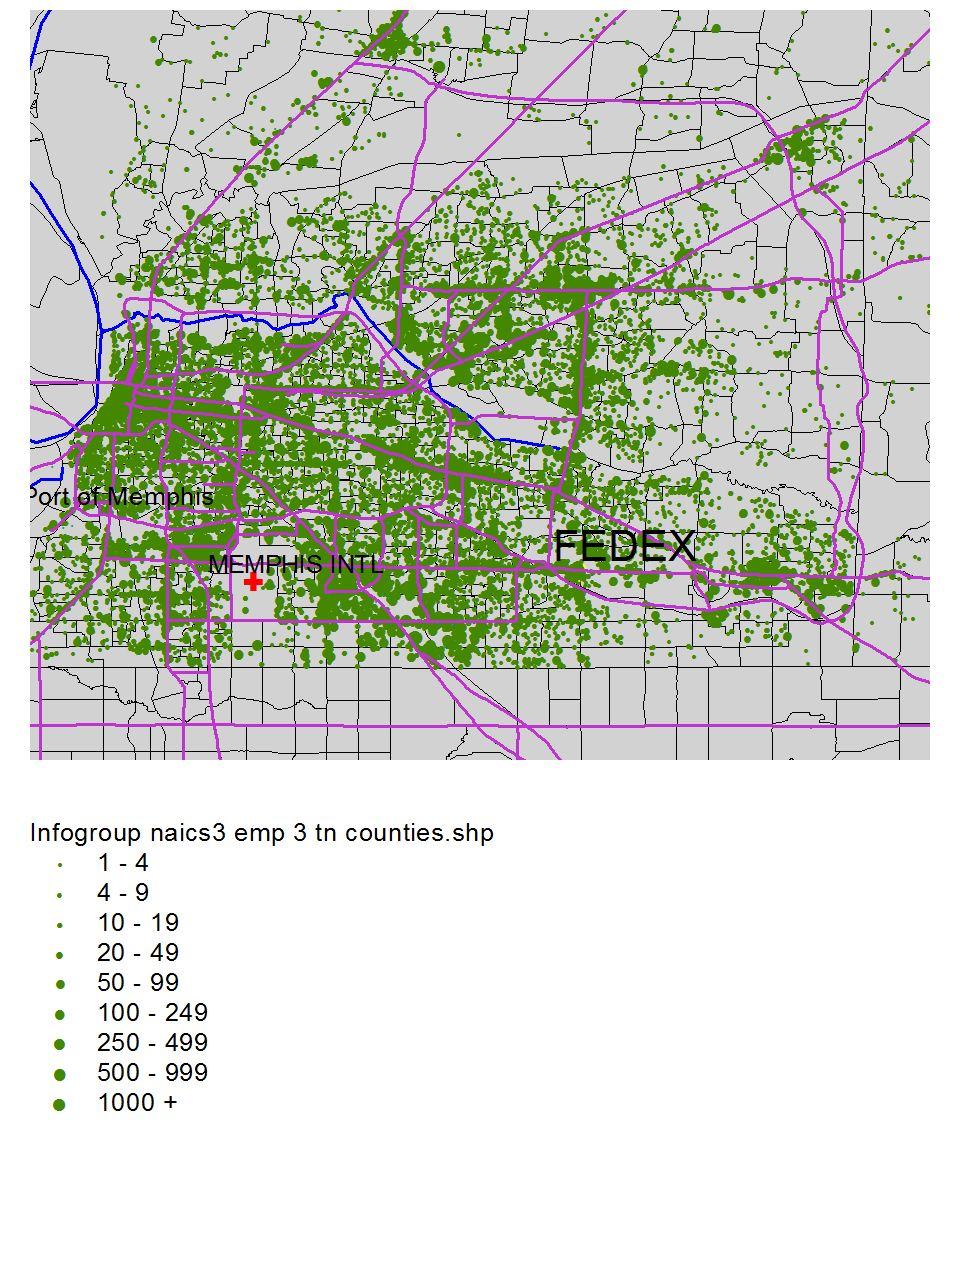 Port of Memphis
FEDEX
MEMPHIS INTL
Infogroup naics3 emp 3 tn counties.shp
1 - 4
4 - 9
10 - 19
20 - 49
50 - 99
100 - 249
250 - 499
500 - 999
1000 +